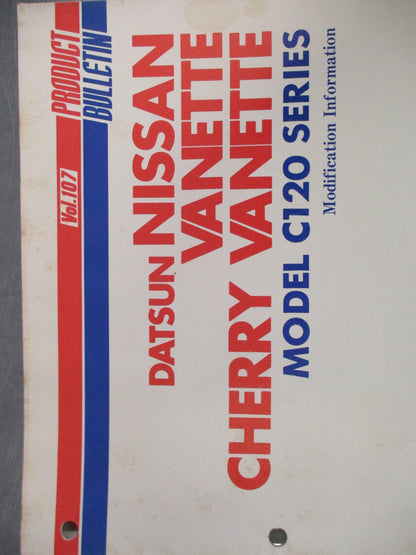 PRODUCT
BULLETIN
Vol.107
DATSUN NISSAN
VANETTE
CHERRY VANETTE
MODEL C120 SERIES
Modification Information